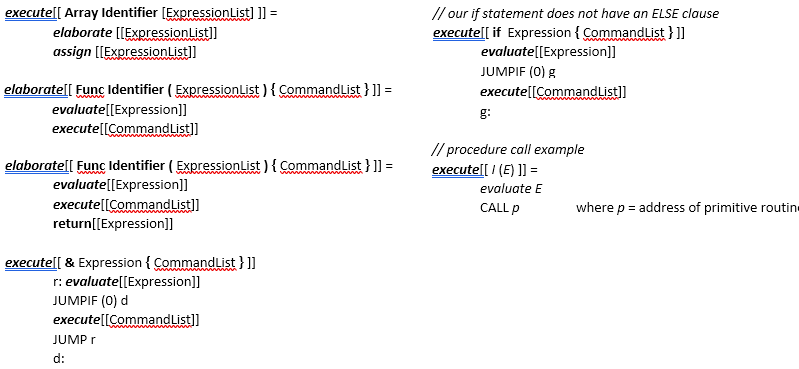 execute[[ Array Identifier [ExpressionList] ]] =
elaborate [[ExpressionList]]
assign [[ExpressionList]]
elaborate[[ Func Identifier ( ExpressionList ) { CommandList } ]] =
evaluate[[Expression]]
execute[[CommandList]]
elaborate[[ Func Identifier ( ExpressionList ) { CommandList } ]] =
evaluate[[Expression]]
execute[[CommandList]]
return[[Expression]]
execute[[ & Expression { CommandList } ]]
r: evaluate[[Expression]]
JUMPIF (0) d
execute[[CommandList]]
JUMP r
d:
// our if statement does not have an ELSE clause
execute[[ if Expression { CommandList } ]]
evaluate[[Expression]]
JUMPIF (0) g
execute[[CommandList]]
g:
// procedure call example
execute[[ I (E) ]] =
evaluate E
CALL p where p = address of primitive routin